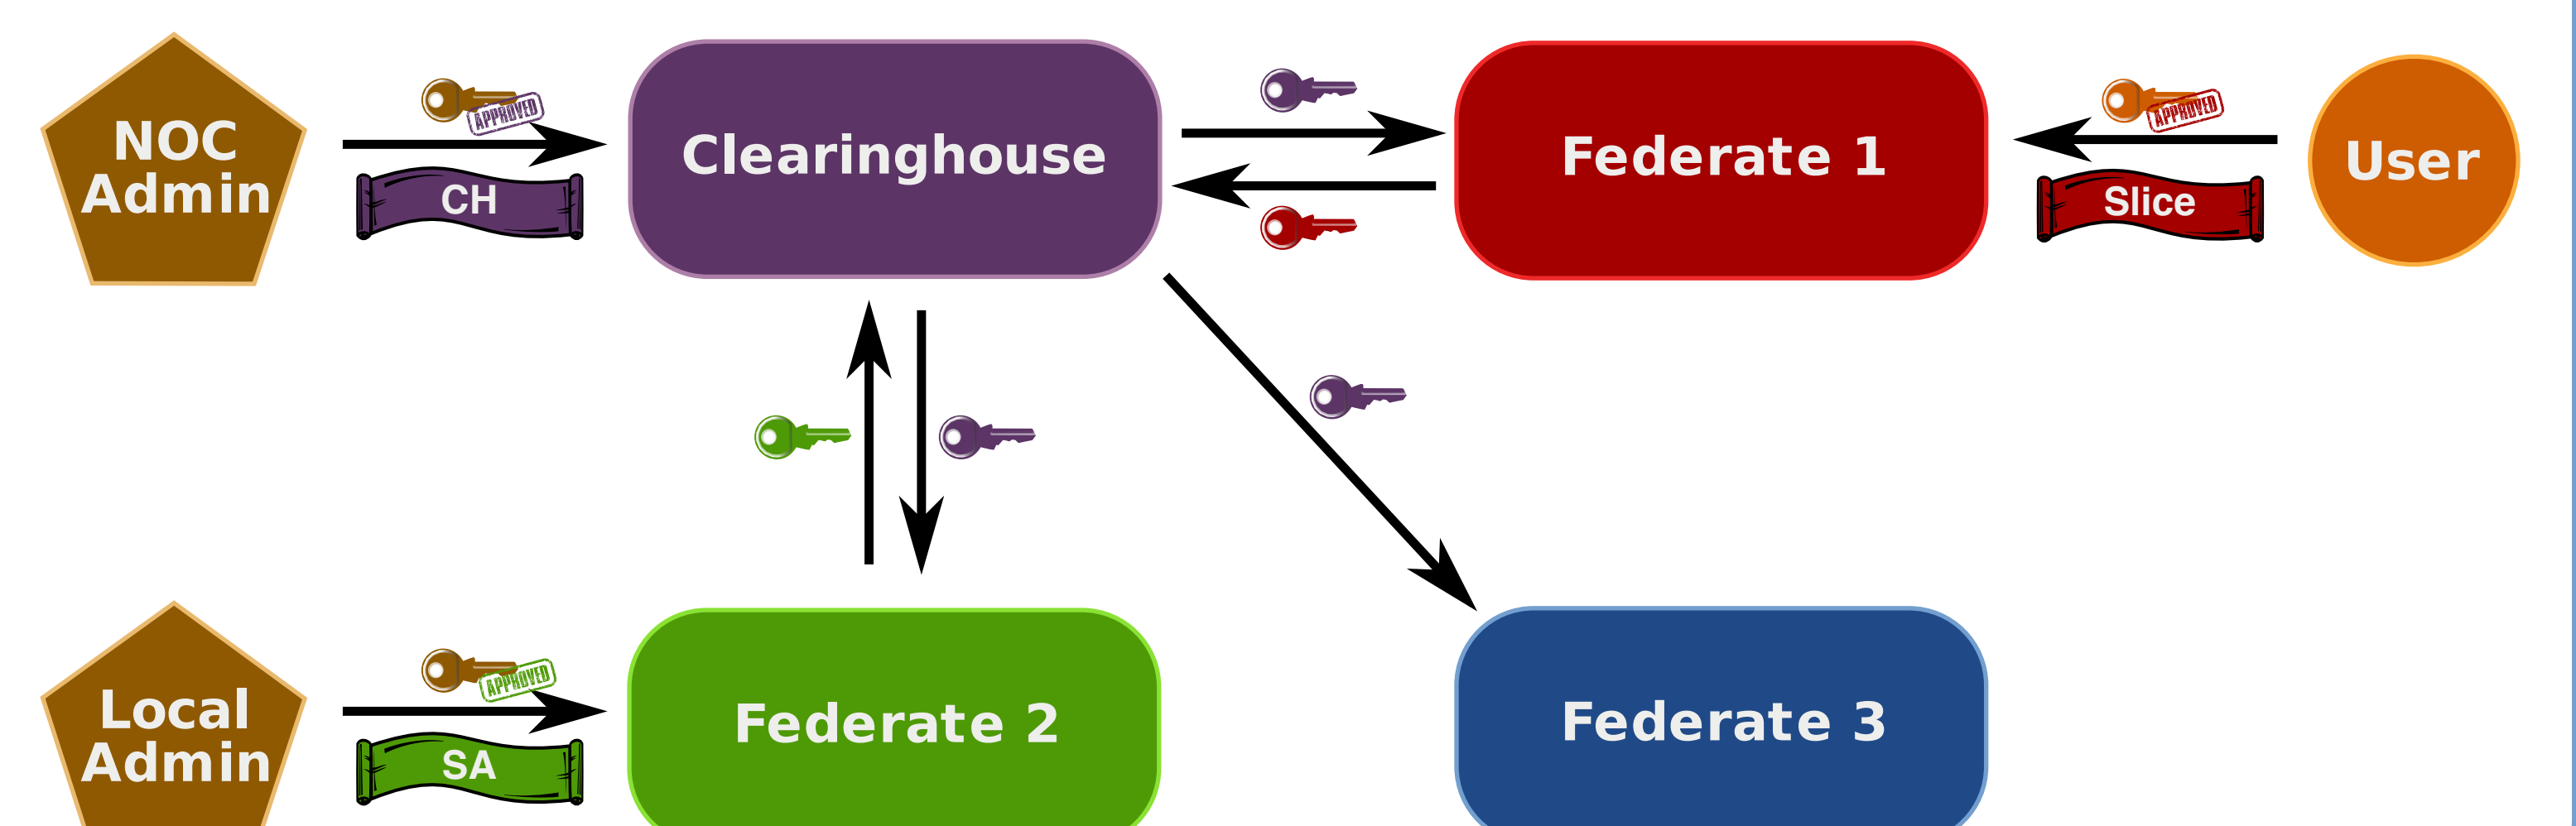 NOC
Admin
APPROVED
CH
Clearinghouse
Federate 1
APPROVED
Slice
User
Local
Admin
APPROVED
SA
Federate 2
Federate 3